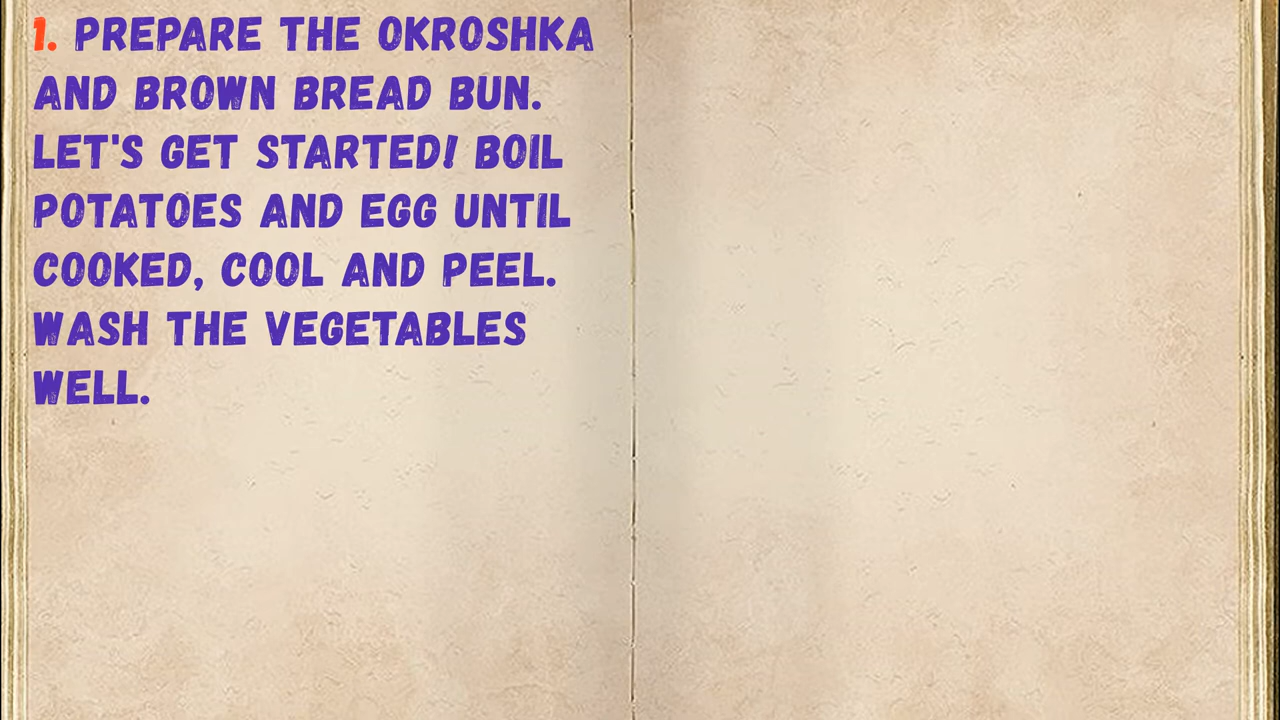 1. PREPARE THE OKROSHKA
AND BROWN BREAD BUN.
LET'S GET STARTED! BOIL
POTATOES AND EGG UNTIL
COOKED, COOL AND PEEL.
WASH THE VEGETABLES
WELL.